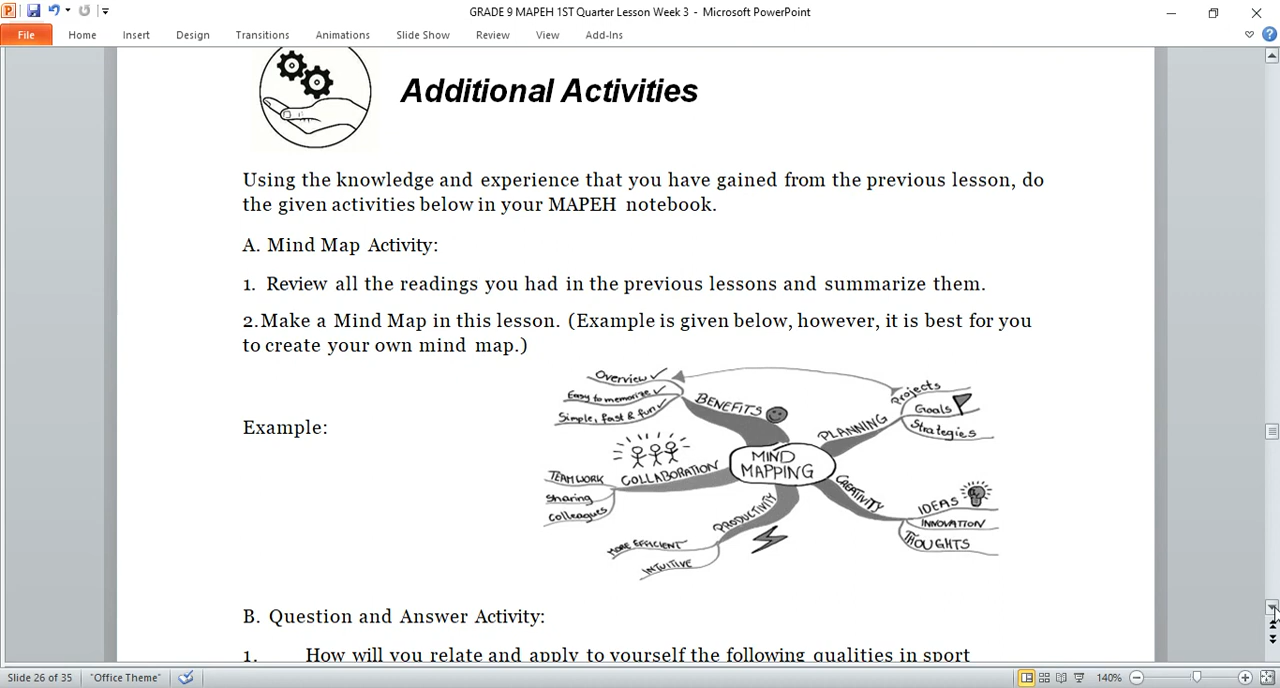 GRADE 9 MAPEH 1ST Quarter Lesson Week 3 - Microsoft PowerPoint
File Home Insert Design Transitions Animations Slide Show Review View Add-Ins
Additional Activities
Using the knowledge and experience that you have gained from the previous lesson, do
the given activities below in your MAPEH notebook.
A. Mind Map Activity:
1. Review all the readings you had in the previous lessons and summarize them.
2.Make a Mind Map in this lesson. (Example is given below, however, it is best for you
to create your own mind map.)
Example:
Overview
Easy to memorize
Simple, fast & fun
BENEFITS
Projects
Goals
Strategies
PLANNING
MIND
MAPPING
TEAMWORK
Sharing
Colleagues
COLLABORATION
CREATIVITY
IDEAS
INNOVATION
THOUGHTS
PRODUCTIVITY
MORE EFFICIENT
INTUITIVE
B. Question and Answer Activity:
1. How will you relate and apply to yourself the following qualities in sport
Slide 26 of 35 "Office Theme" 140%